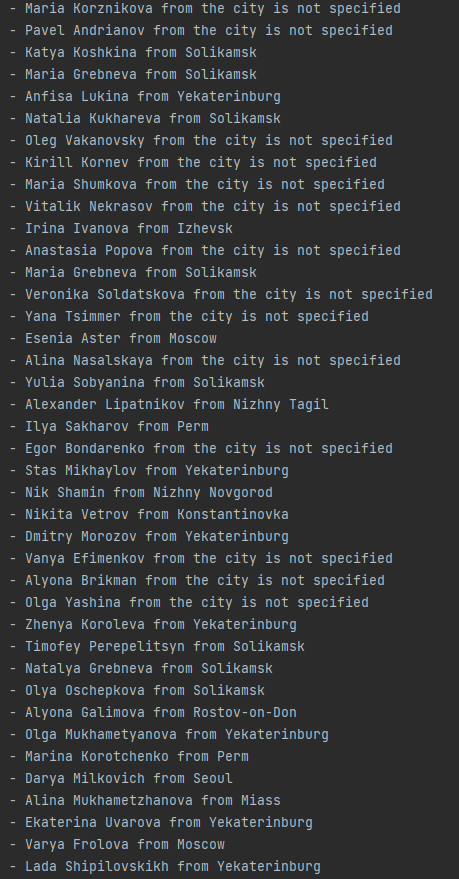 - Maria Korznikova from the city is not specified
- Pavel Andrianov from the city is not specified
- Katya Koshkina from Solikamsk
- Maria Grebneva from Solikamsk
- Anfisa Lukina from Yekaterinburg
- Natalia Kukhareva from Solikamsk
- Oleg Vakanovsky from the city is not specified
- Kirill Kornev from the city is not specified
- Maria Shumkova from the city is not specified
- Vitalik Nekrasov from the city is not specified
- Irina Ivanova from Izhevsk
- Anastasia Popova from the city is not specified
- Maria Grebneva from Solikamsk
- Veronika Soldatskova from the city is not specified
- Yana Tsimmer from the city is not specified
- Esenia Aster from Moscow
- Alina Nasalskaya from the city is not specified
- Yulia Sobyanina from Solikamsk
- Alexander Lipatnikov from Nizhny Tagil
- Ilya Sakharov from Perm
- Egor Bondarenko from the city is not specified
- Stas Mikhaylov from Yekaterinburg
- Nik Shamin from Nizhny Novgorod
- Nikita Vetrov from Konstantinovka
- Dmitry Morozov from Yekaterinburg
- Vanya Efimenkov from the city is not specified
- Alyona Brikman from the city is not specified
- Olga Yashina from the city is not specified
- Zhenya Koroleva from Yekaterinburg
- Timofey Perepelitsyn from Solikamsk
- Natalya Grebneva from Solikamsk
- Olya Oschepkova from Solikamsk
- Alyona Galimova from Rostov-on-Don
- Olga Mukhametyanova from Yekaterinburg
- Marina Korotchenko from Perm
- Darya Milkovich from Seoul
- Alina Mukhametzhanova from Miass
- Ekaterina Uvarova from Yekaterinburg
- Varya Frolova from Moscow
- Lada Shipilovskikh from Yekaterinburg